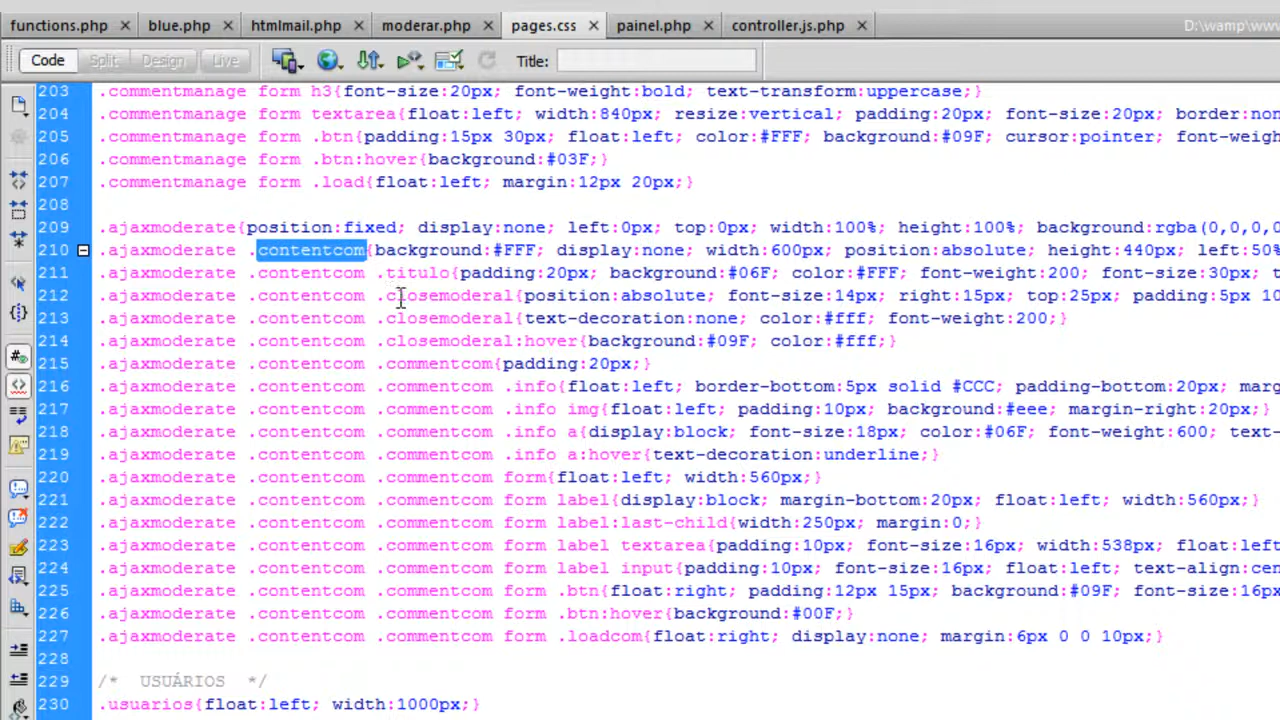 functions.php × blue.php × htmlmail.php × moderar.php × pages.css × painel.php × controller.js.php × D:\wamp\www
Code Split Design Live Title:
203 .commentmanage form h3{font-size:20px; font-weight:bold; text-transform:uppercase;}
204 .commentmanage form textarea{float:left; width:840px; resize:vertical; padding:20px; font-size:20px; border:non
205 .commentmanage form .btn{padding:15px 30px; float:left; color:#FFF; background:#09F; cursor:pointer; font-weigh
206 .commentmanage form .btn:hover{background:#03F;}
207 .commentmanage form .load{float:left; margin:12px 20px;}
208
209 .ajaxmoderate{position:fixed; display:none; left:0px; top:0px; width:100%; height:100%; background:rgba(0,0,0,0
210 .ajaxmoderate .contentcom{background:#FFF; display:none; width:600px; position:absolute; height:440px; left:50%
211 .ajaxmoderate .contentcom .titulo{padding:20px; background:#06F; color:#FFF; font-weight:200; font-size:30px; t
212 .ajaxmoderate .contentcom .closemoderal{position:absolute; font-size:14px; right:15px; top:25px; padding:5px 10
213 .ajaxmoderate .contentcom .closemoderal{text-decoration:none; color:#fff; font-weight:200;}
214 .ajaxmoderate .contentcom .closemoderal:hover{background:#09F; color:#fff;}
215 .ajaxmoderate .contentcom .commentcom{padding:20px;}
216 .ajaxmoderate .contentcom .commentcom .info{float:left; border-bottom:5px solid #CCC; padding-bottom:20px; marg
217 .ajaxmoderate .contentcom .commentcom .info img{float:left; padding:10px; background:#eee; margin-right:20px;}
218 .ajaxmoderate .contentcom .commentcom .info a{display:block; font-size:18px; color:#06F; font-weight:600; text-
219 .ajaxmoderate .contentcom .commentcom .info a:hover{text-decoration:underline;}
220 .ajaxmoderate .contentcom .commentcom form{float:left; width:560px;}
221 .ajaxmoderate .contentcom .commentcom form label{display:block; margin-bottom:20px; float:left; width:560px;}
222 .ajaxmoderate .contentcom .commentcom form label:last-child{width:250px; margin:0;}
223 .ajaxmoderate .contentcom .commentcom form label textarea{padding:10px; font-size:16px; width:538px; float:left
224 .ajaxmoderate .contentcom .commentcom form label input{padding:10px; font-size:16px; float:left; text-align:cen
225 .ajaxmoderate .contentcom .commentcom form .btn{float:right; padding:12px 15px; background:#09F; font-size:16px
226 .ajaxmoderate .contentcom .commentcom form .btn:hover{background:#00F;}
227 .ajaxmoderate .contentcom .commentcom form .loadcom{float:right; display:none; margin:6px 0 0 10px;}
228
229 /* USUÁRIOS */
230 .usuarios{float:left; width:1000px;}